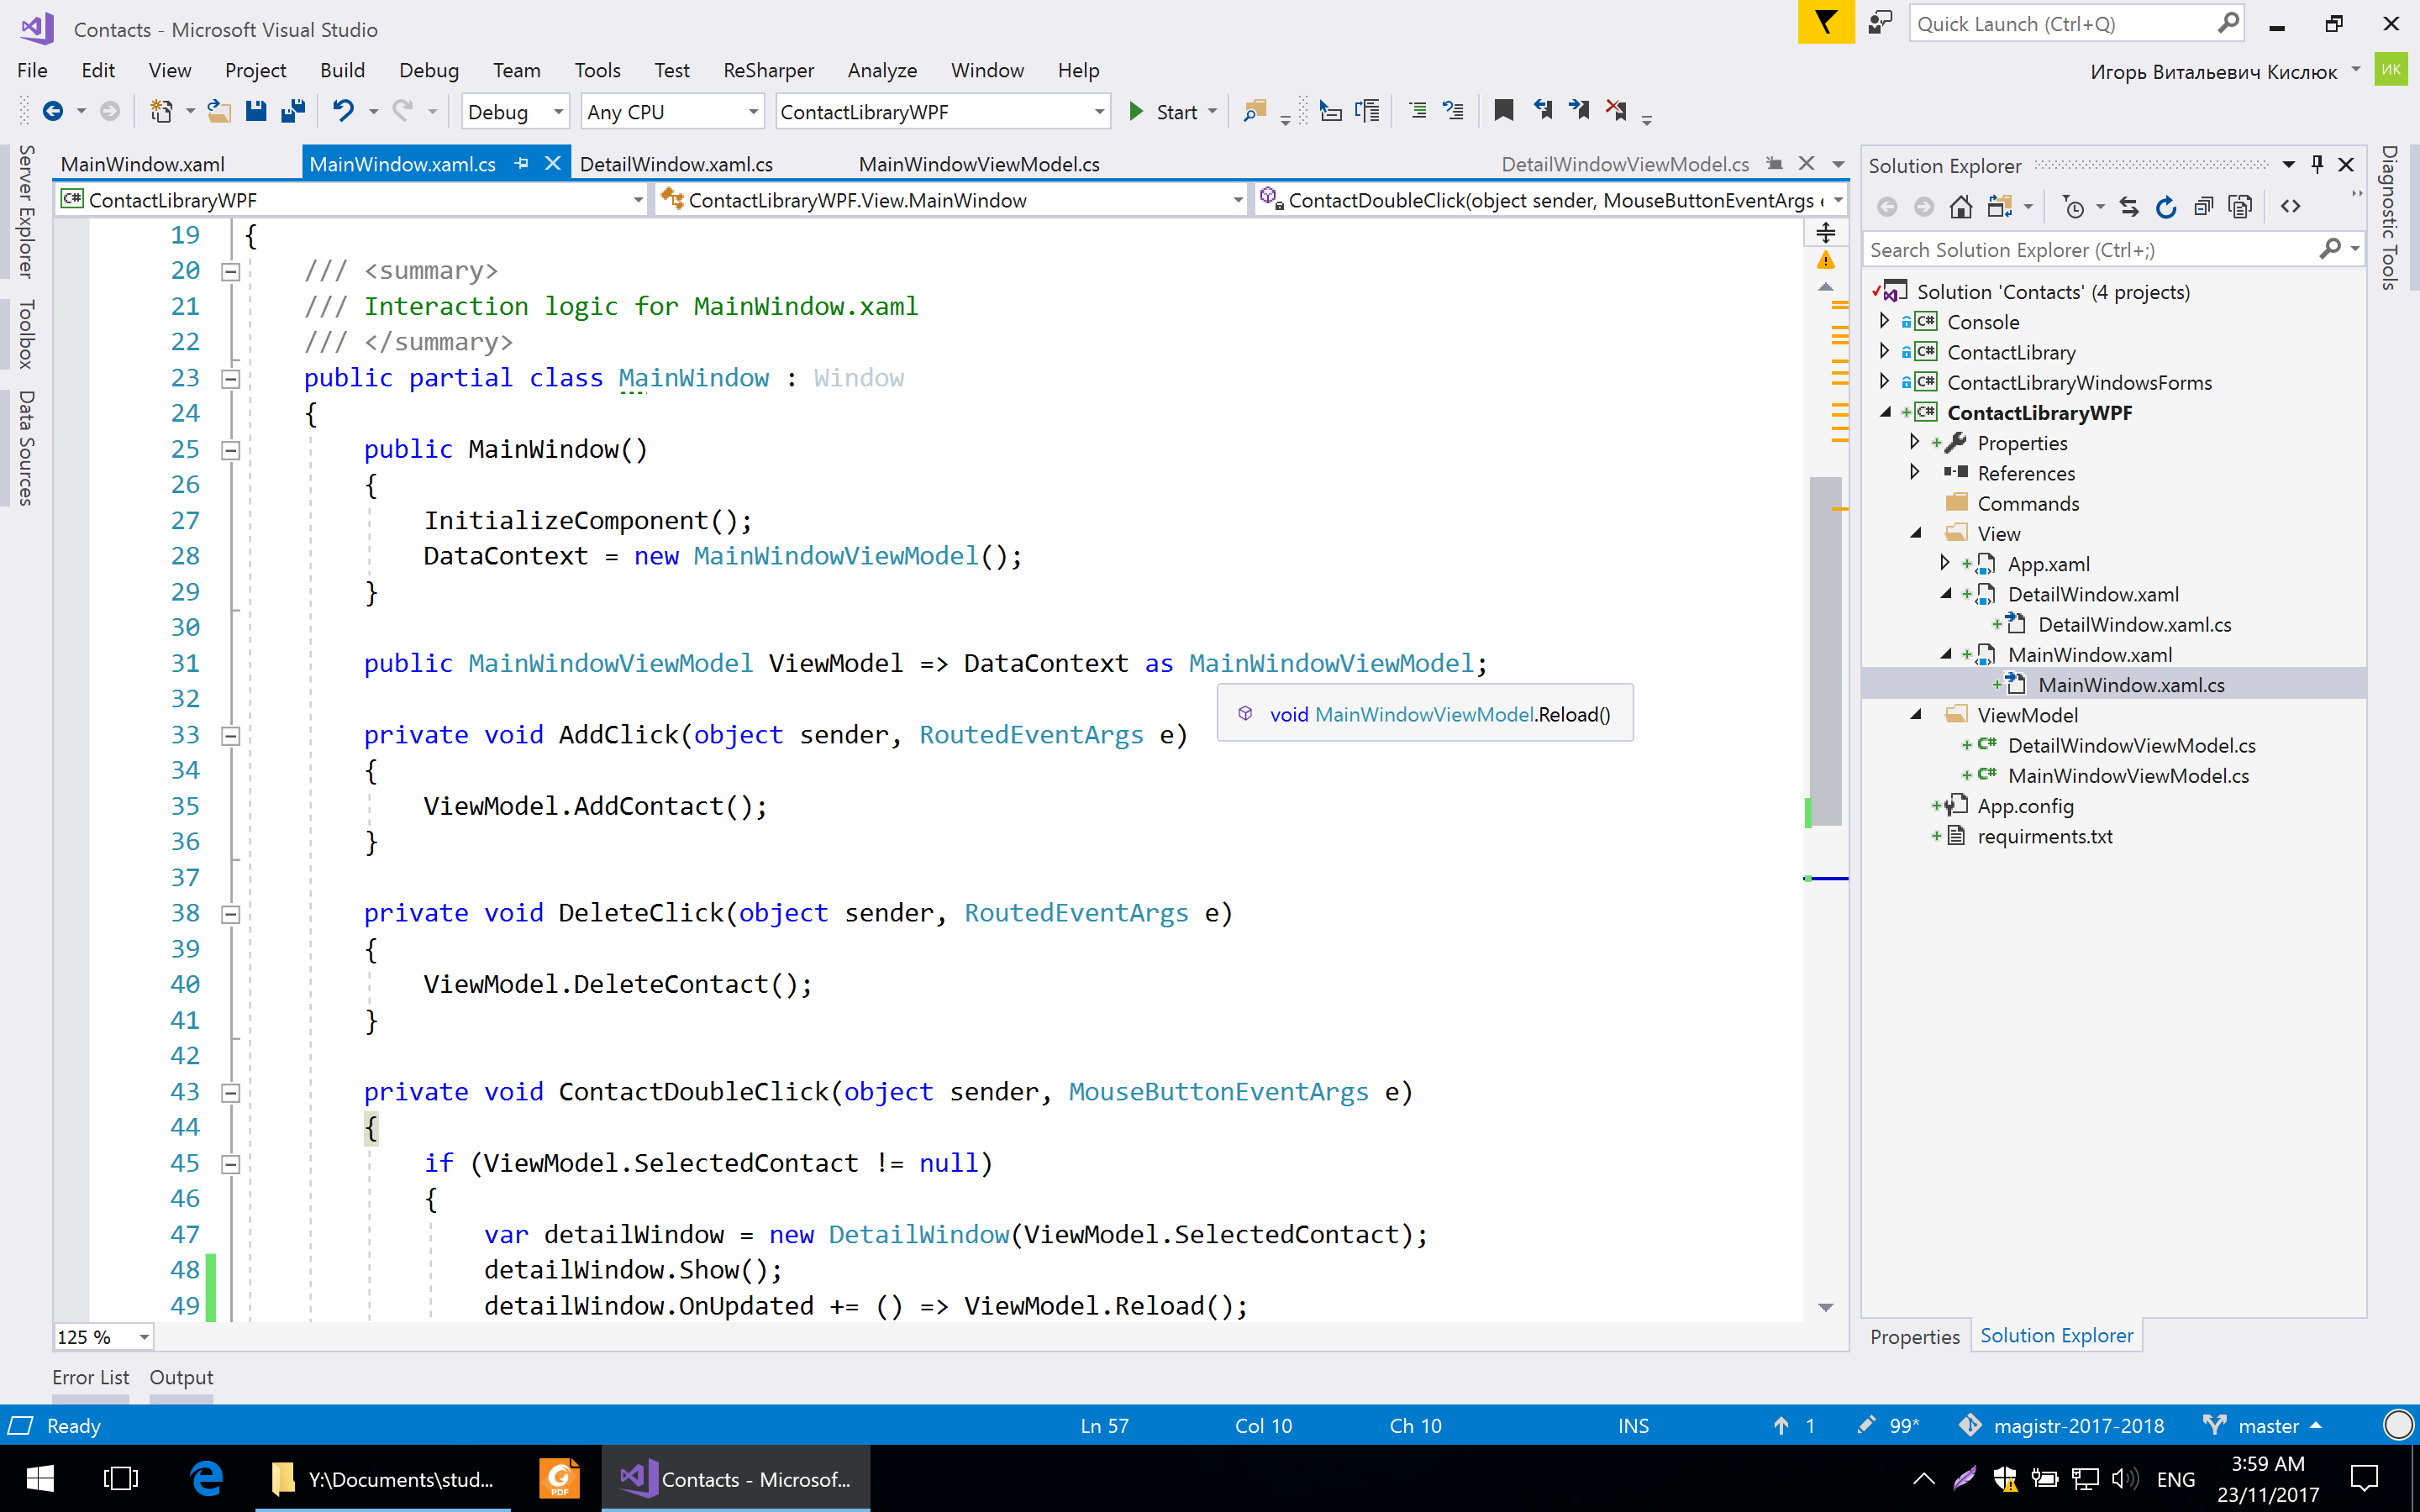 Contacts - Microsoft Visual Studio
Quick Launch (Ctrl+Q)
File Edit View Project Build Debug Team Tools Test ReSharper Analyze Window Help
Игорь Витальевич Кислюк
ИК
Debug Any CPU ContactLibraryWPF Start
Server Explorer
Toolbox
Data Sources
MainWindow.xaml MainWindow.xaml.cs DetailWindow.xaml.cs MainWindowViewModel.cs DetailWindowViewModel.cs
C# ContactLibraryWPF ContactLibraryWPF.View.MainWindow ContactDoubleClick(object sender, MouseButtonEventArgs e
19 {
20 /// <summary>
21 /// Interaction logic for MainWindow.xaml
22 /// </summary>
23 public partial class MainWindow : Window
24 {
25 public MainWindow()
26 {
27 InitializeComponent();
28 DataContext = new MainWindowViewModel();
29 }
30
31 public MainWindowViewModel ViewModel => DataContext as MainWindowViewModel;
32
void MainWindowViewModel.Reload()
33 private void AddClick(object sender, RoutedEventArgs e)
34 {
35 ViewModel.AddContact();
36 }
37
38 private void DeleteClick(object sender, RoutedEventArgs e)
39 {
40 ViewModel.DeleteContact();
41 }
42
43 private void ContactDoubleClick(object sender, MouseButtonEventArgs e)
44 {
45 if (ViewModel.SelectedContact != null)
46 {
47 var detailWindow = new DetailWindow(ViewModel.SelectedContact);
48 detailWindow.Show();
49 detailWindow.OnUpdated += () => ViewModel.Reload();
125 %
Solution Explorer
Search Solution Explorer (Ctrl+;)
Solution 'Contacts' (4 projects)
C# Console
C# ContactLibrary
C# ContactLibraryWindowsForms
C# ContactLibraryWPF
Properties
References
Commands
View
App.xaml
DetailWindow.xaml
DetailWindow.xaml.cs
MainWindow.xaml
MainWindow.xaml.cs
ViewModel
C# DetailWindowViewModel.cs
C# MainWindowViewModel.cs
App.config
requirments.txt
Properties Solution Explorer
Diagnostic Tools
Error List Output
Ready Ln 57 Col 10 Ch 10 INS 1 99* magistr-2017-2018 master
Y:\Documents\stud...
PDF
Contacts - Microsof...
ENG
3:59 AM
23/11/2017